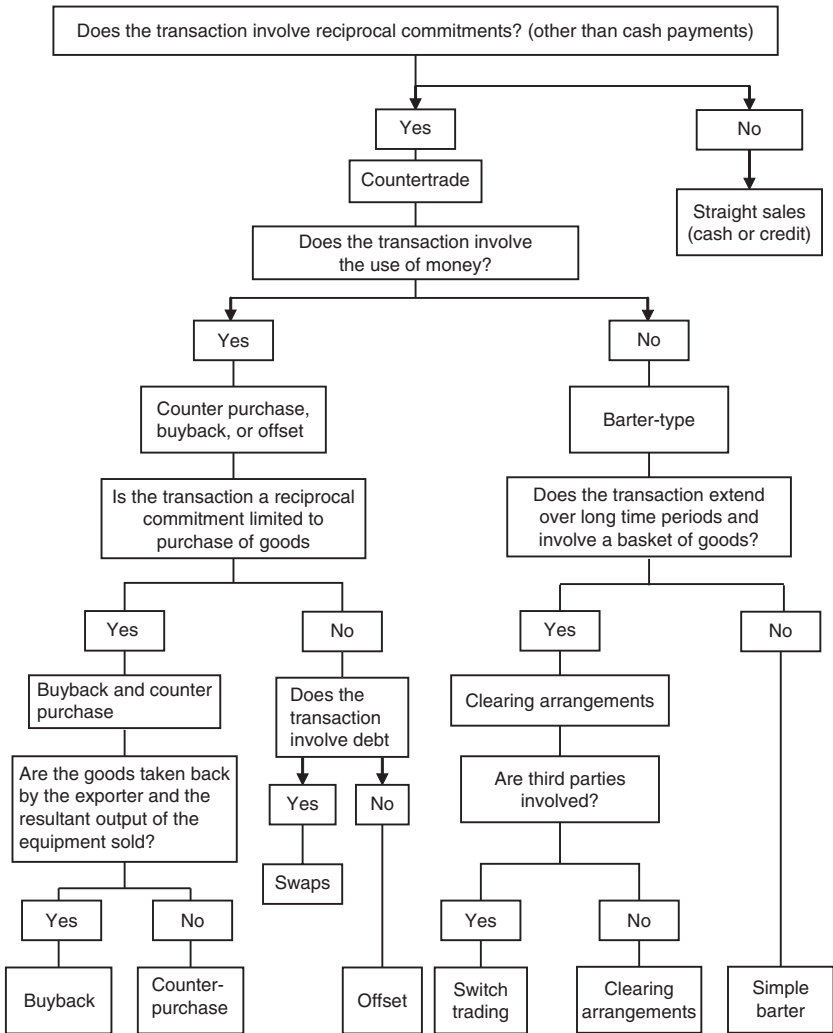 Does the transaction involve reciprocal commitments? (other than cash payments)
Yes
No
Countertrade
Straight sales
(cash or credit)
Does the transaction involve
the use of money?
Yes
No
Counter purchase,
buyback, or offset
Barter-type
Is the transaction a reciprocal
commitment limited to
purchase of goods
Does the transaction extend
over long time periods and
involve a basket of goods?
Yes
No
Yes
No
Buyback and counter
purchase
Does the
transaction
involve debt
Clearing arrangements
Are the goods taken back
by the exporter and the
resultant output of the
equipment sold?
Yes
No
Are third parties
involved?
Swaps
Yes
No
Yes
No
Buyback
Counter-
purchase
Offset
Switch
trading
Clearing
arrangements
Simple
barter